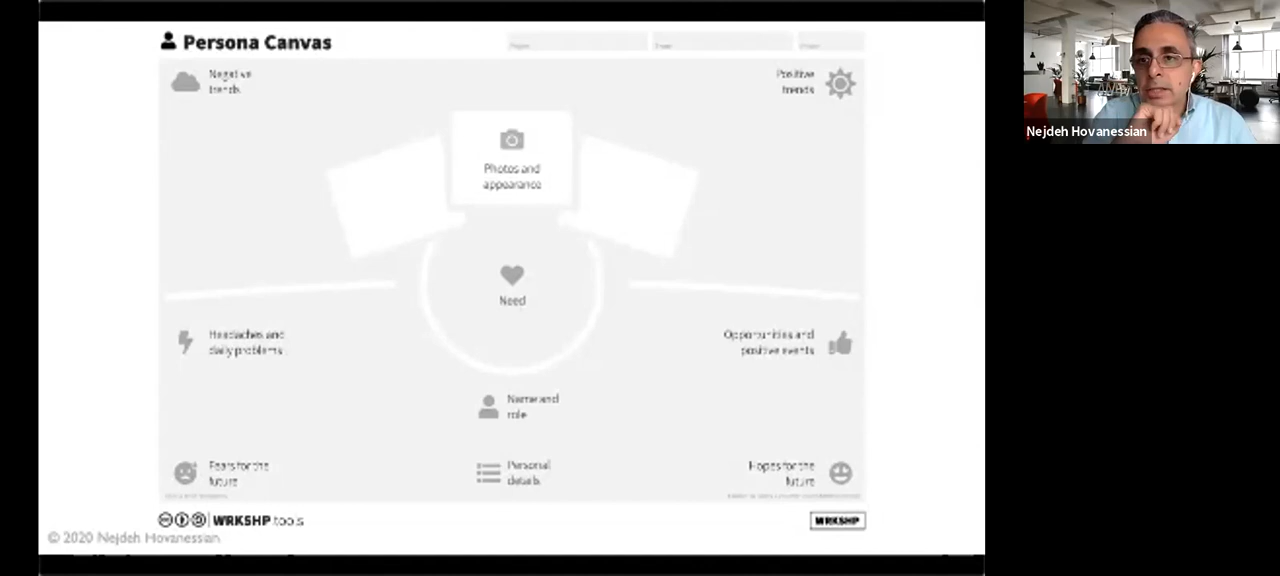 Persona Canvas
Negative
trends
Positive
trends
Photos and
appearance
Need
Headaches and
daily problems
Opportunities and
positive events
Name and
role
Fears for the
future
Personal
details
Hopes for the
future
WRKSHP tools
WRKSHP
© 2020 Nejdeh Hovanessian
Nejdeh Hovanessian